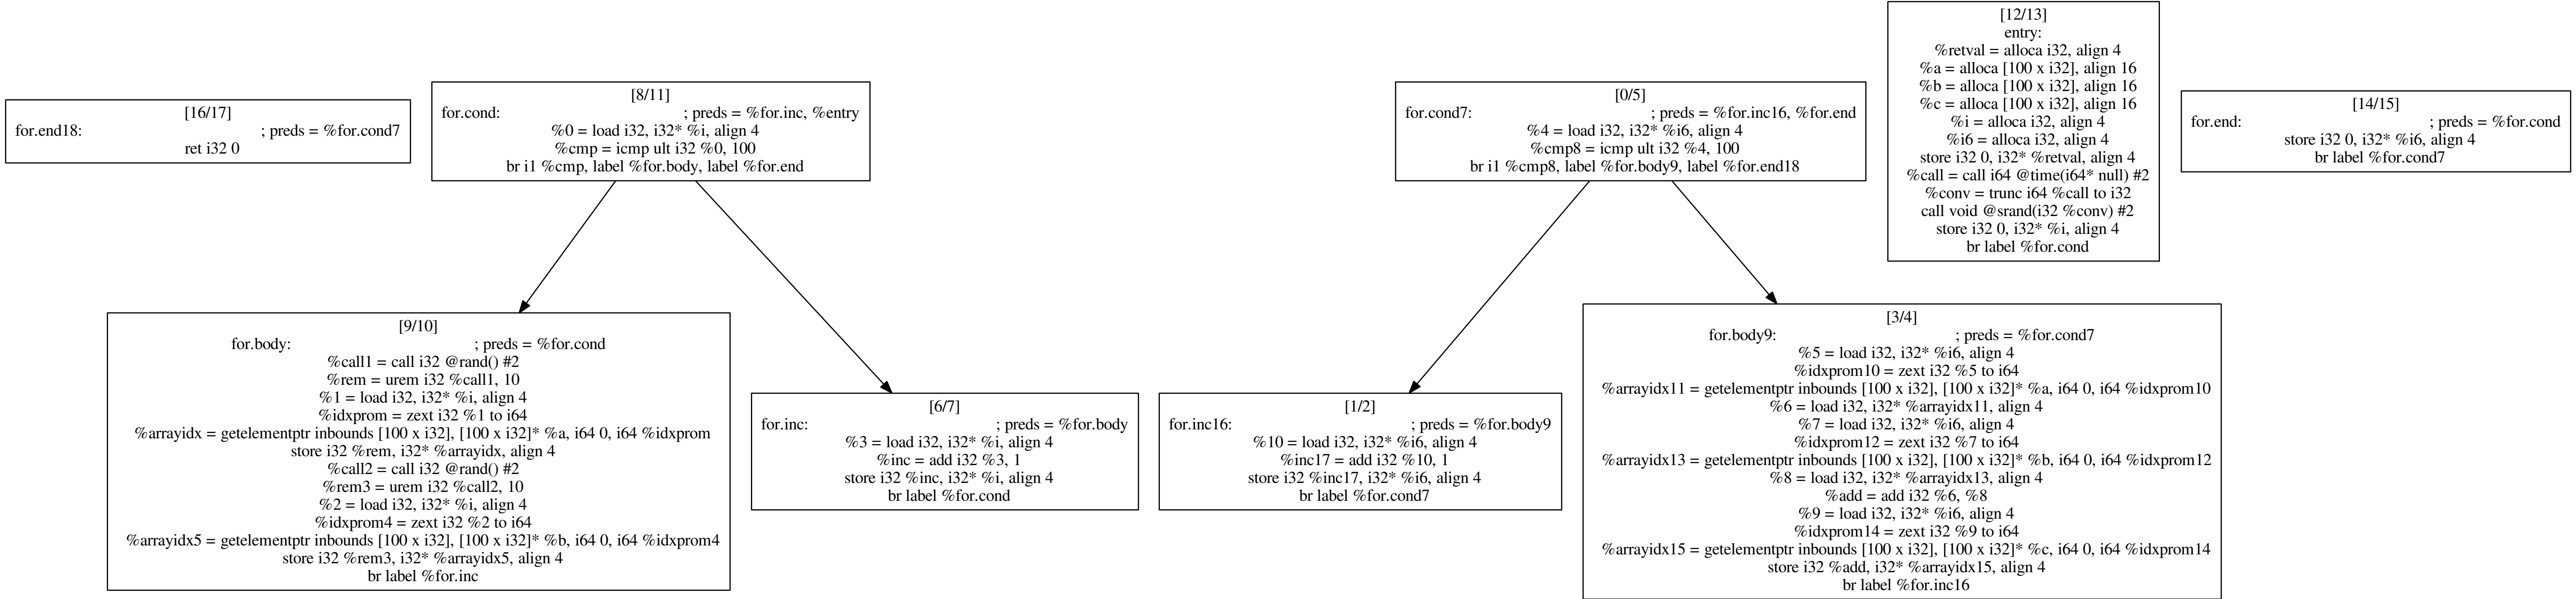 [16/17]
for.end18: ; preds = %for.cond7
ret i32 0
[8/11]
for.cond: ; preds = %for.inc, %entry
%0 = load i32, i32* %i, align 4
%cmp = icmp ult i32 %0, 100
br i1 %cmp, label %for.body, label %for.end
[0/5]
for.cond7: ; preds = %for.inc16, %for.end
%4 = load i32, i32* %i6, align 4
%cmp8 = icmp ult i32 %4, 100
br i1 %cmp8, label %for.body9, label %for.end18
[12/13]
entry:
%retval = alloca i32, align 4
%a = alloca [100 x i32], align 16
%b = alloca [100 x i32], align 16
%c = alloca [100 x i32], align 16
%i = alloca i32, align 4
%i6 = alloca i32, align 4
store i32 0, i32* %retval, align 4
%call = call i64 @time(i64* null) #2
%conv = trunc i64 %call to i32
call void @srand(i32 %conv) #2
store i32 0, i32* %i, align 4
br label %for.cond
[14/15]
for.end: ; preds = %for.cond
store i32 0, i32* %i6, align 4
br label %for.cond7
[9/10]
for.body: ; preds = %for.cond
%call1 = call i32 @rand() #2
%rem = urem i32 %call1, 10
%1 = load i32, i32* %i, align 4
%idxprom = zext i32 %1 to i64
%arrayidx = getelementptr inbounds [100 x i32], [100 x i32]* %a, i64 0, i64 %idxprom
store i32 %rem, i32* %arrayidx, align 4
%call2 = call i32 @rand() #2
%rem3 = urem i32 %call2, 10
%2 = load i32, i32* %i, align 4
%idxprom4 = zext i32 %2 to i64
%arrayidx5 = getelementptr inbounds [100 x i32], [100 x i32]* %b, i64 0, i64 %idxprom4
store i32 %rem3, i32* %arrayidx5, align 4
br label %for.inc
[6/7]
for.inc: ; preds = %for.body
%3 = load i32, i32* %i, align 4
%inc = add i32 %3, 1
store i32 %inc, i32* %i, align 4
br label %for.cond
[1/2]
for.inc16: ; preds = %for.body9
%10 = load i32, i32* %i6, align 4
%inc17 = add i32 %10, 1
store i32 %inc17, i32* %i6, align 4
br label %for.cond7
[3/4]
for.body9: ; preds = %for.cond7
%5 = load i32, i32* %i6, align 4
%idxprom10 = zext i32 %5 to i64
%arrayidx11 = getelementptr inbounds [100 x i32], [100 x i32]* %a, i64 0, i64 %idxprom10
%6 = load i32, i32* %arrayidx11, align 4
%7 = load i32, i32* %i6, align 4
%idxprom12 = zext i32 %7 to i64
%arrayidx13 = getelementptr inbounds [100 x i32], [100 x i32]* %b, i64 0, i64 %idxprom12
%8 = load i32, i32* %arrayidx13, align 4
%add = add i32 %6, %8
%9 = load i32, i32* %i6, align 4
%idxprom14 = zext i32 %9 to i64
%arrayidx15 = getelementptr inbounds [100 x i32], [100 x i32]* %c, i64 0, i64 %idxprom14
store i32 %add, i32* %arrayidx15, align 4
br label %for.inc16